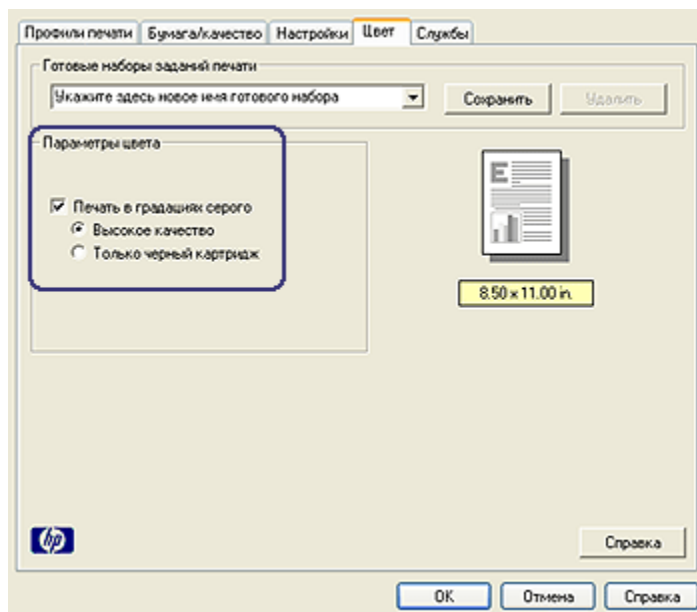 Профили печати Бумага/качество Настройки Цвет Службы
Готовые наборы заданий печати
Укажите здесь новое имя готового набора Сохранить Удалить
Параметры цвета
Печать в градациях серого
Высокое качество
Только черный картридж
E
8.50 x 11.00 in.
hp
Справка
OK Отмена Справка